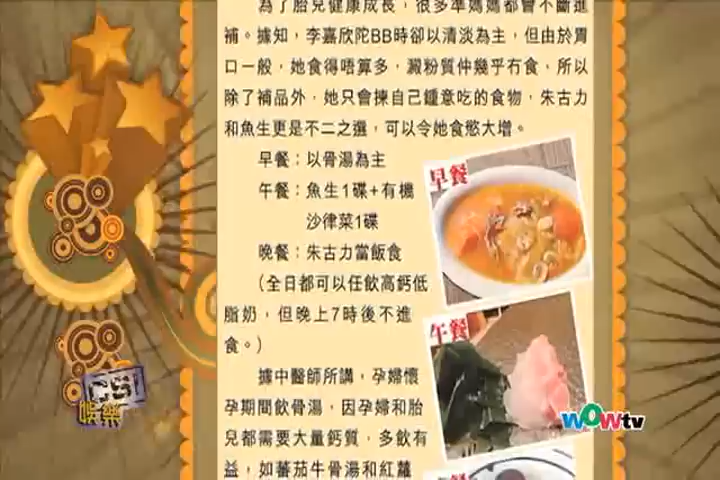 為了胎兒健康成長，很多準媽媽都會不斷進
補。據知，李嘉欣陀BB時卻以清淡為主，但由於胃
口一般，她食得唔算多，澱粉質仲幾乎冇食，所以
除了補品外，她只會揀自己鍾意吃的食物，朱古力
和魚生更是不二之選，可以令她食慾大增。
早餐：以骨湯為主
午餐：魚生1碟+有機
沙律菜1碟
晚餐：朱古力當飯食
（全日都可以任飲高鈣低
脂奶，但晚上7時後不進
食。）
據中醫師所講，孕婦懷
孕期間飲骨湯，因孕婦和胎
兒都需要大量鈣質，多飲有
益，如蕃茄牛骨湯和紅蘿
早餐
午餐
CSI
娛樂
wowtv